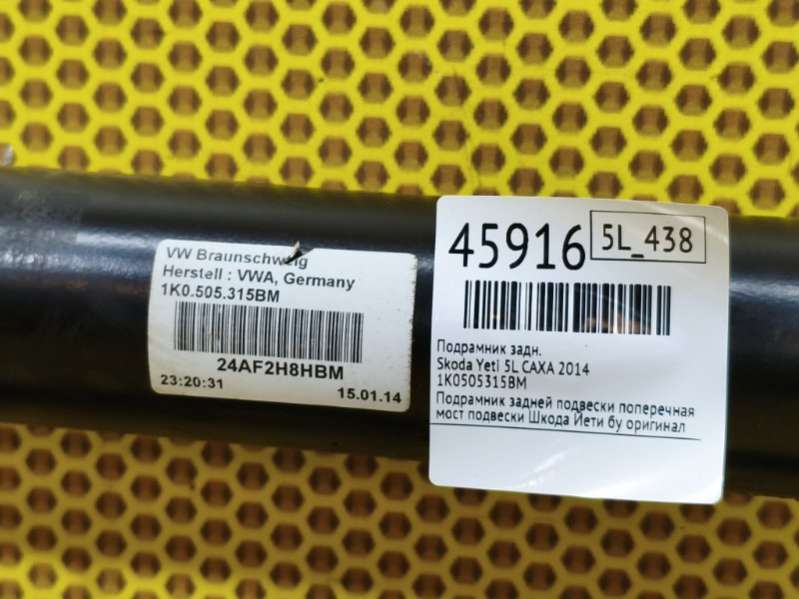 VW Braunschweig
Herstell : VWA, Germany
1K0.505.315BM
24AF2H8HBM
23:20:31
15.01.14
45916
5L_438
Подрамник задн.
Skoda Yeti 5L CAXA 2014
1K0505315BM
Подрамник задней подвески поперечная
мост подвески Шкода Йети бу оригинал